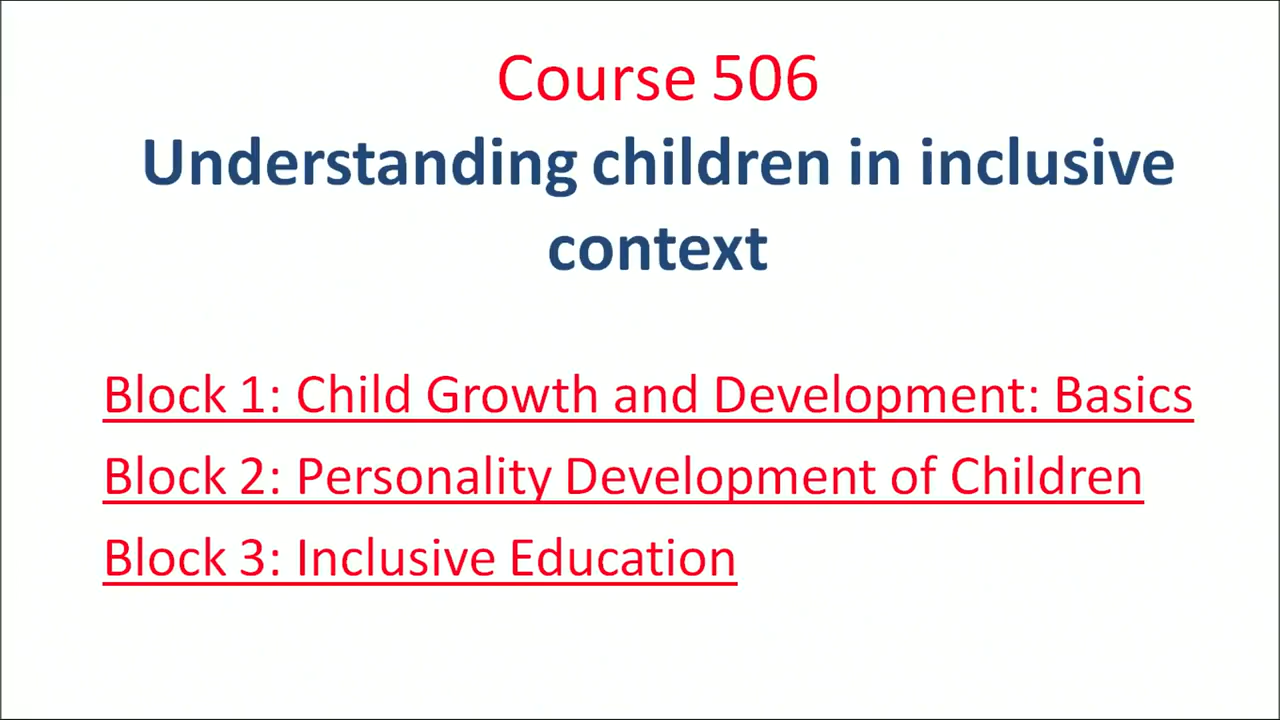 Course 506
Understanding children in inclusive
context
Block 1: Child Growth and Development: Basics
Block 2: Personality Development of Children
Block 3: Inclusive Education